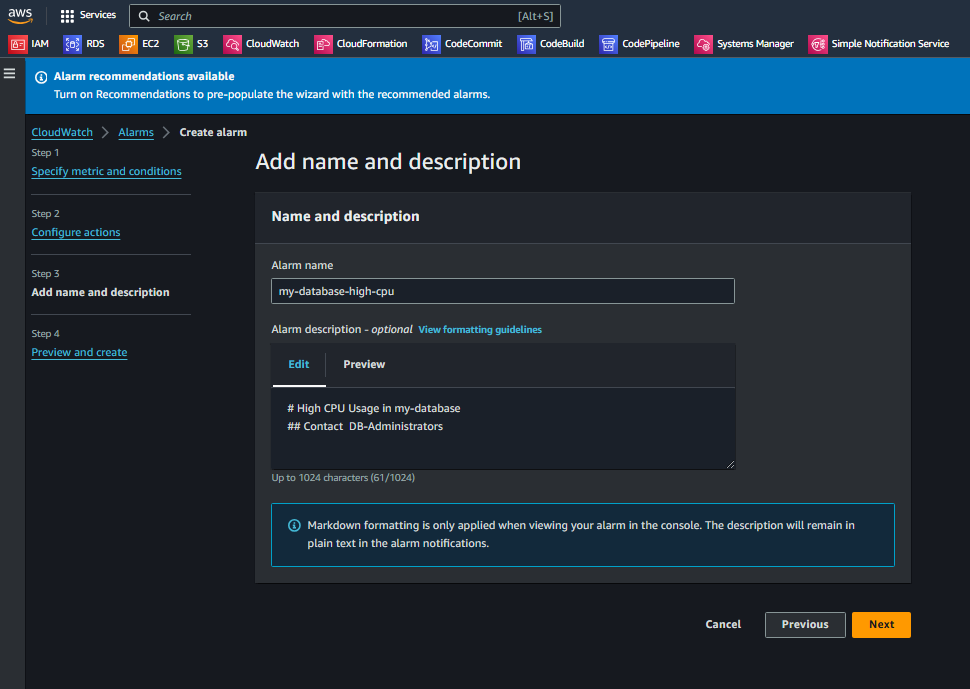 aws
Services
Search
[Alt+S]
IAM
RDS
EC2
S3
CloudWatch
CloudFormation
CodeCommit
CodeBuild
CodePipeline
Systems Manager
Simple Notification Service
Alarm recommendations available
Turn on Recommendations to pre-populate the wizard with the recommended alarms.
CloudWatch
Alarms
Create alarm
Step 1
Specify metric and conditions
Step 2
Configure actions
Step 3
Add name and description
Step 4
Preview and create
Add name and description
Name and description
Alarm name
my-database-high-cpu
Alarm description - optional View formatting guidelines
Edit
Preview
# High CPU Usage in my-database
## Contact  DB-Administrators
Up to 1024 characters (61/1024)
Markdown formatting is only applied when viewing your alarm in the console. The description will remain in
plain text in the alarm notifications.
Cancel
Previous
Next